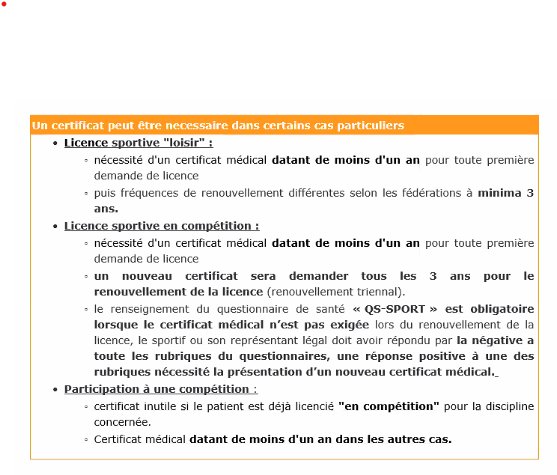 Un certificat peut être necessaire dans certains cas particuliers
• Licence sportive "loisir" :
◦ nécessité d'un certificat médical datant de moins d'un an pour toute première
demande de licence
◦ puis fréquences de renouvellement différentes selon les fédérations à minima 3
ans.
• Licence sportive en compétition :
◦ nécessité d'un certificat médical datant de moins d'un an pour toute première
demande de licence
◦ un nouveau certificat sera demander tous les 3 ans pour le
renouvellement de la licence (renouvellement triennal).
◦ le renseignement du questionnaire de santé « QS-SPORT » est obligatoire
lorsque le certificat médical n'est pas exigée lors du renouvellement de la
licence, le sportif ou son représentant légal doit avoir répondu par la négative a
toute les rubriques du questionnaires, une réponse positive à une des
rubriques nécessité la présentation d'un nouveau certificat médical.
• Participation à une compétition :
◦ certificat inutile si le patient est déjà licencié "en compétition" pour la discipline
concernée.
◦ Certificat médical datant de moins d'un an dans les autres cas.